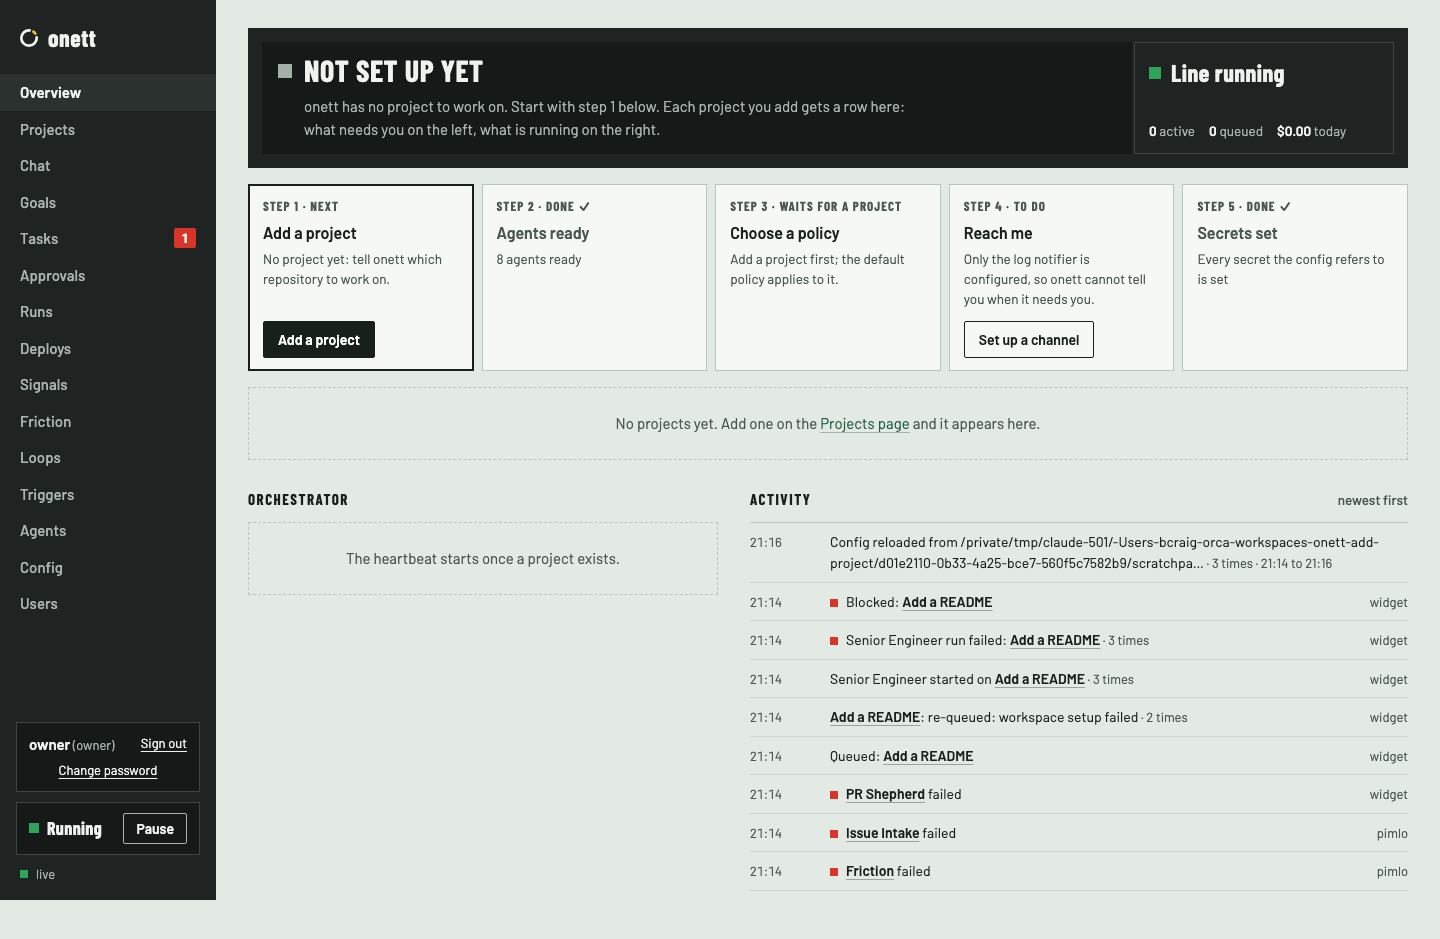 onett
Overview
Projects
Chat
Goals
Tasks 1
Approvals
Runs
Deploys
Signals
Friction
Loops
Triggers
Agents
Config
Users
owner (owner) Sign out
Change password
Running Pause
live
NOT SET UP YET
onett has no project to work on. Start with step 1 below. Each project you add gets a row here:
what needs you on the left, what is running on the right.
Line running
0 active 0 queued $0.00 today
STEP 1 · NEXT
Add a project
No project yet: tell onett which
repository to work on.
Add a project
STEP 2 · DONE ✓
Agents ready
8 agents ready
STEP 3 · WAITS FOR A PROJECT
Choose a policy
Add a project first; the default
policy applies to it.
STEP 4 · TO DO
Reach me
Only the log notifier is
configured, so onett cannot tell
you when it needs you.
Set up a channel
STEP 5 · DONE ✓
Secrets set
Every secret the config refers to
is set
No projects yet. Add one on the Projects page and it appears here.
ORCHESTRATOR
The heartbeat starts once a project exists.
ACTIVITY newest first
21:16 Config reloaded from /private/tmp/claude-501/-Users-bcraig-orca-workspaces-onett-add-
project/d01e2110-0b33-4a25-bce7-560f5c7582b9/scratchpa... · 3 times · 21:14 to 21:16
21:14 Blocked: Add a README widget
21:14 Senior Engineer run failed: Add a README · 3 times widget
21:14 Senior Engineer started on Add a README · 3 times widget
21:14 Add a README: re-queued: workspace setup failed · 2 times widget
21:14 Queued: Add a README widget
21:14 PR Shepherd failed widget
21:14 Issue Intake failed pimlo
21:14 Friction failed pimlo